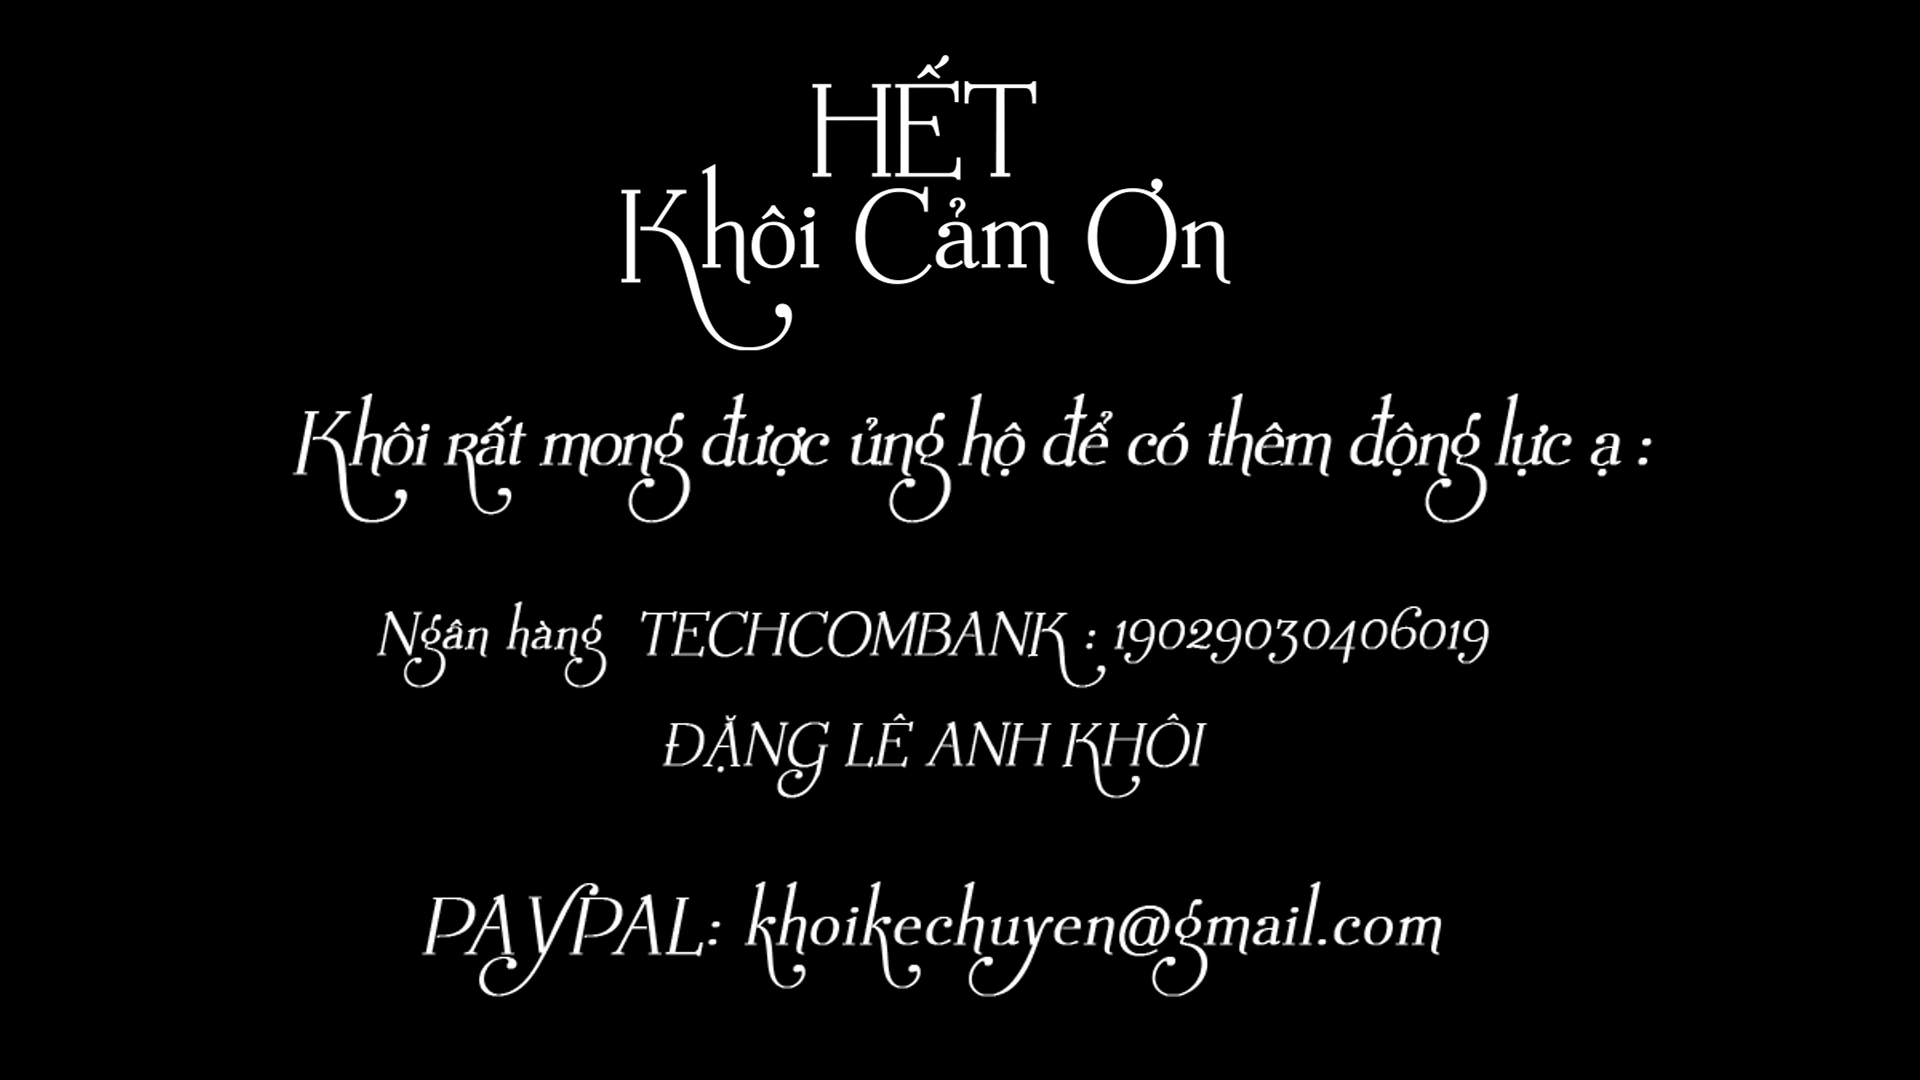 HẾT
Khôi Cảm Ơn
Khôi rất mong được ủng hộ để có thêm động lực ạ :
Ngân hàng TECHCOMBANK : 19029030406019
ĐẶNG LÊ ANH KHÔI
PAYPAL: khoikechuyen@gmail.com